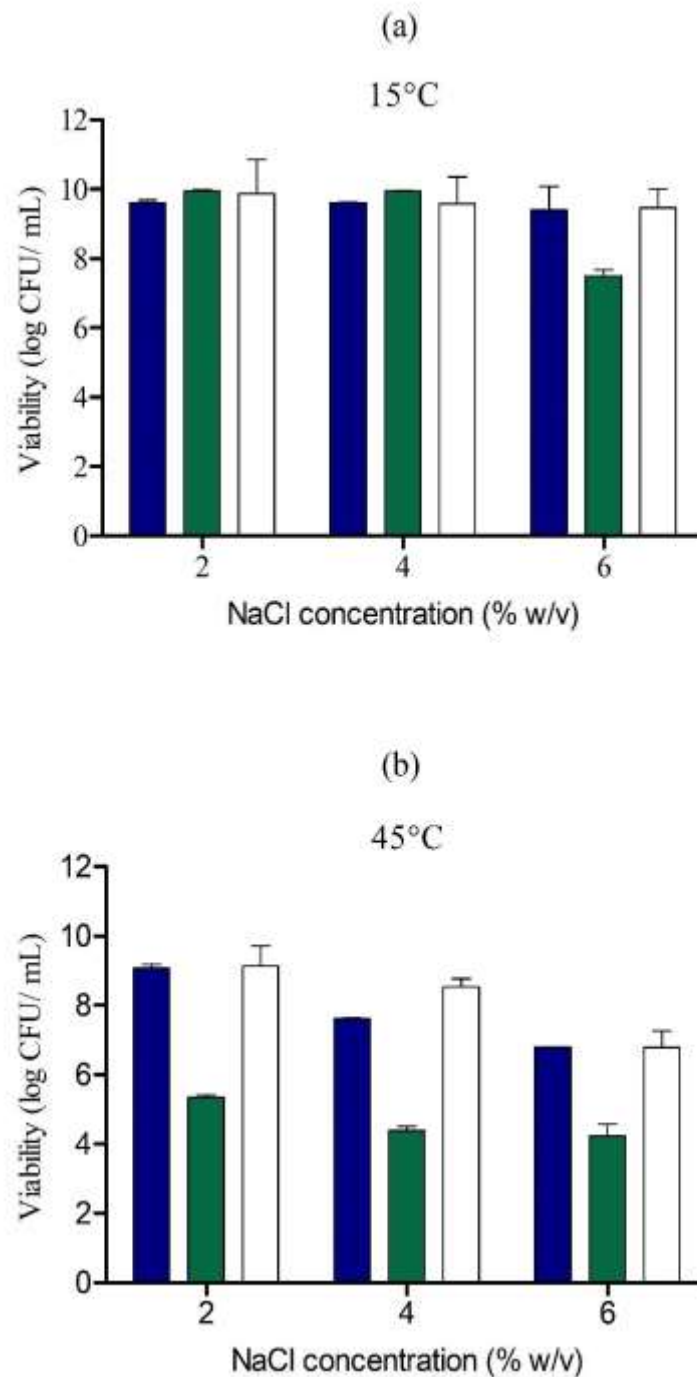 (a)
15°C
12
10
8
6
4
2
0
Viability (log CFU/ mL)
2 4 6
NaCl concentration (% w/v)
(b)
45°C
12
10
8
6
4
2
0
Viability (log CFU/ mL)
2 4 6
NaCl concentration (% w/v)